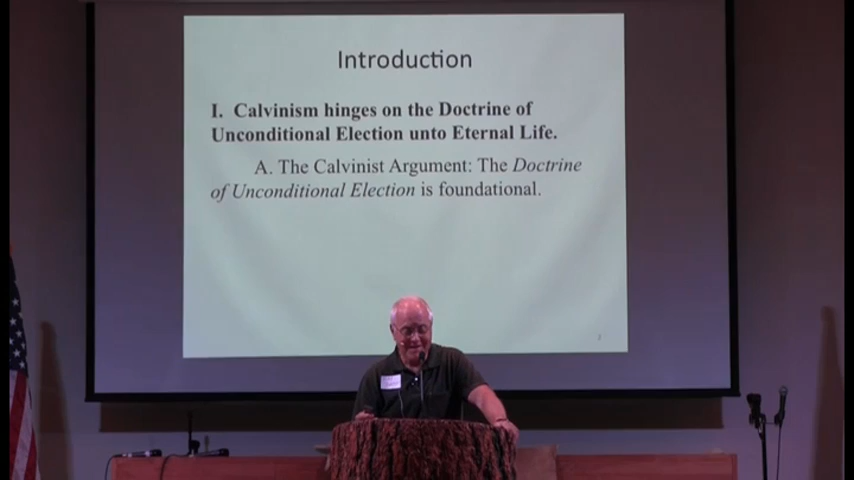 Introduction
I. Calvinism hinges on the Doctrine of
Unconditional Election unto Eternal Life.
A. The Calvinist Argument: The Doctrine
of Unconditional Election is foundational.
2